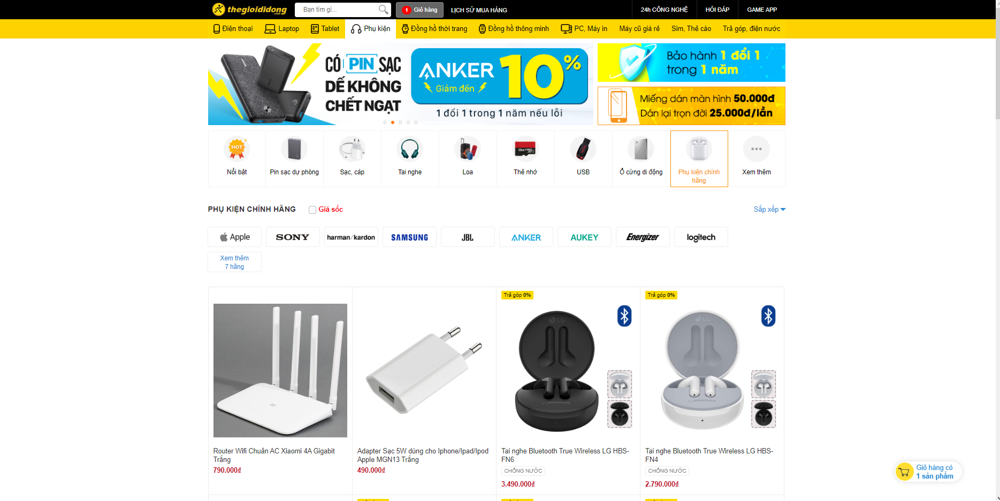 thegioididong
.com
Bạn tìm gì...
1 Giỏ hàng
LỊCH SỬ MUA HÀNG
24h CÔNG NGHỆ
HỎI ĐÁP
GAME APP
Điện thoại
Laptop
Tablet
Phụ kiện
Đồng hồ thời trang
Đồng hồ thông minh
PC, Máy in
Máy cũ giá rẻ
Sim, Thẻ cào
Trả góp, điện nước
CÓ PIN SẠC
DẾ KHÔNG
CHẾT NGẠT
ANKER
Giảm đến
10%
1 đổi 1 trong 1 năm nếu lỗi
Bảo hành 1 đổi 1
trong 1 năm
Miếng dán màn hình 50.000đ
Dán lại trọn đời 25.000đ/lần
HOT
Nổi bật
Pin sạc dự phòng
Sạc, cáp
Tai nghe
Loa
Thẻ nhớ
USB
Ổ cứng di động
Phụ kiện chính
hãng
Xem thêm
PHỤ KIỆN CHÍNH HÃNG
Giá sốc
Sắp xếp
Apple
SONY
harman/kardon
SAMSUNG
JBL
ANKER
AUKEY
Energizer
logitech
Xem thêm
7 hãng
Trả góp 0%
Trả góp 0%
LG
LG
MERIDIAN
MERIDIAN
Router Wifi Chuẩn AC Xiaomi 4A Gigabit
Trắng
790.000₫
Adapter Sạc 5W dùng cho Iphone/Ipad/Ipod
Apple MGN13 Trắng
490.000₫
Tai nghe Bluetooth True Wireless LG HBS-
FN6
CHỐNG NƯỚC
3.490.000₫
Tai nghe Bluetooth True Wireless LG HBS-
FN4
CHỐNG NƯỚC
2.790.000₫
Giỏ hàng có
1 sản phẩm